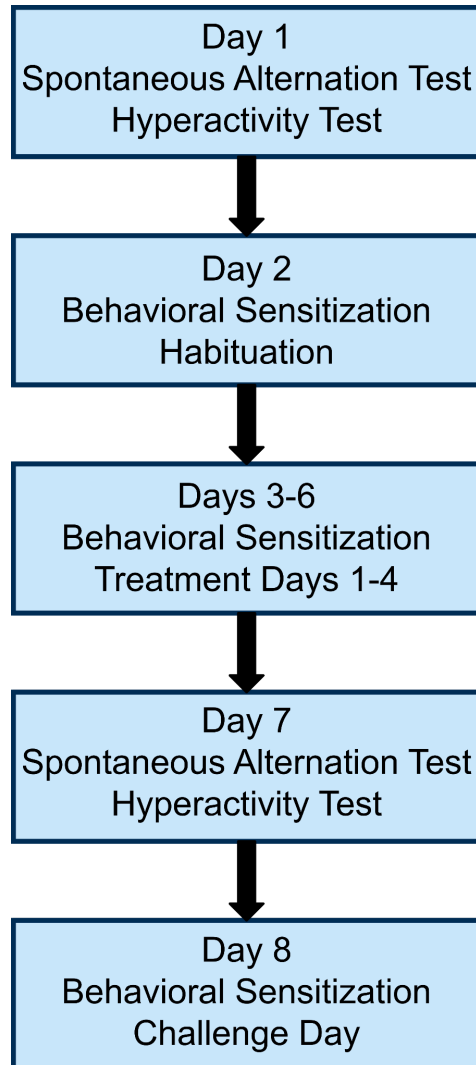 Day 1
Spontaneous Alternation Test
Hyperactivity Test
Day 2
Behavioral Sensitization
Habituation
Days 3-6
Behavioral Sensitization
Treatment Days 1-4
Day 7
Spontaneous Alternation Test
Hyperactivity Test
Day 8
Behavioral Sensitization
Challenge Day